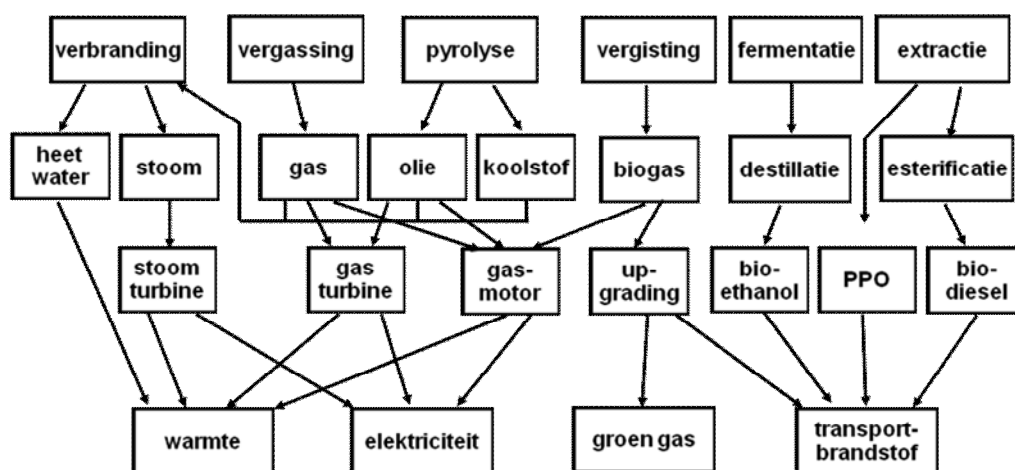 verbranding
vergassing
pyrolyse
vergisting
fermentatie
extractie
heet
water
stoom
gas
olie
koolstof
biogas
destillatie
esterificatie
stoom
turbine
gas
turbine
gas-
motor
up-
grading
bio-
ethanol
PPO
bio-
diesel
warmte
elektriciteit
groen gas
transport-
brandstof